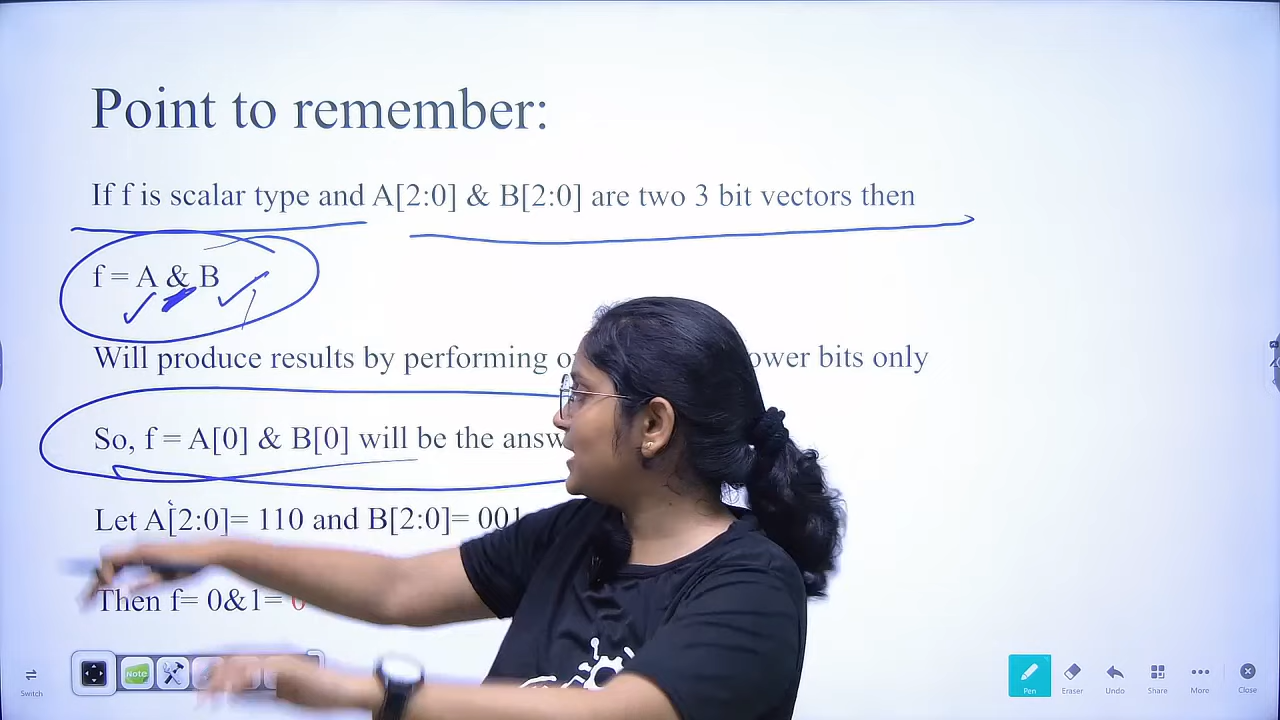 Point to remember:
If f is scalar type and A[2:0] & B[2:0] are two 3 bit vectors then
f = A & B
Will produce results by performing ower bits only
So, f = A[0] & B[0] will be the answ
Let A[2:0]= 110 and B[2:0]= 001
Then f= 0&1= 0
Note
Switch
Pen Eraser Undo Share More Close